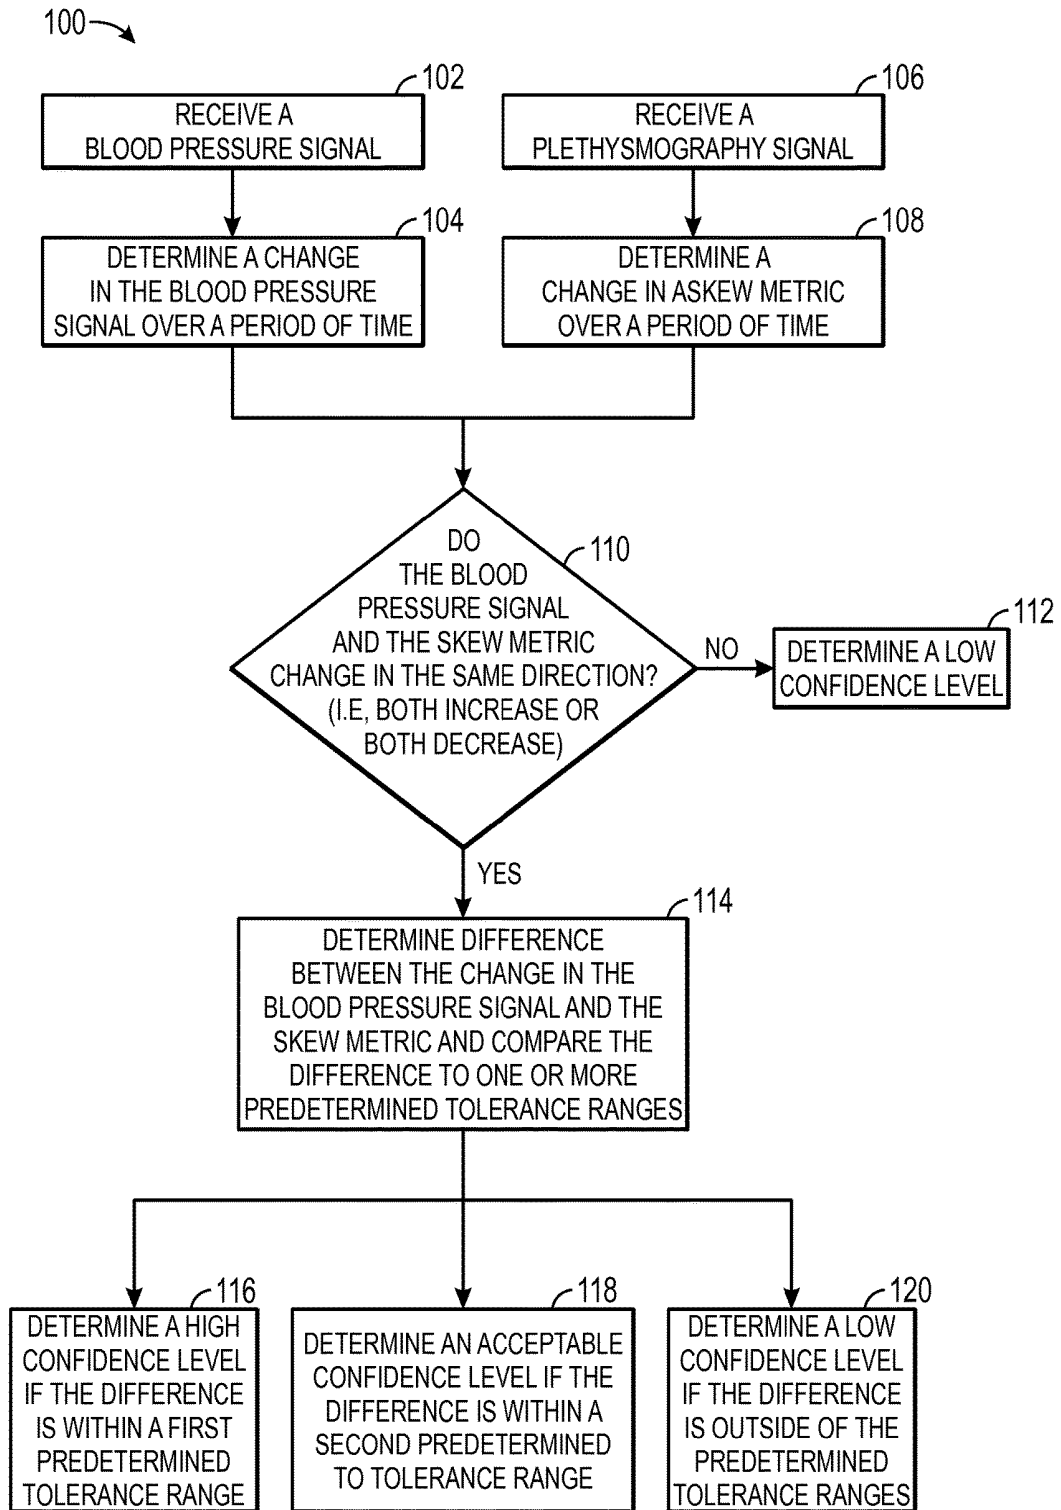 100
102
RECEIVE A
BLOOD PRESSURE SIGNAL
106
RECEIVE A
PLETHYSMOGRAPHY SIGNAL
104
DETERMINE A CHANGE
IN THE BLOOD PRESSURE
SIGNAL OVER A PERIOD OF TIME
108
DETERMINE A
CHANGE IN ASKEW METRIC
OVER A PERIOD OF TIME
110
DO
THE BLOOD
PRESSURE SIGNAL
AND THE SKEW METRIC
CHANGE IN THE SAME DIRECTION?
(I.E, BOTH INCREASE OR
BOTH DECREASE)
NO
112
DETERMINE A LOW
CONFIDENCE LEVEL
YES
114
DETERMINE DIFFERENCE
BETWEEN THE CHANGE IN THE
BLOOD PRESSURE SIGNAL AND THE
SKEW METRIC AND COMPARE THE
DIFFERENCE TO ONE OR MORE
PREDETERMINED TOLERANCE RANGES
116
DETERMINE A HIGH
CONFIDENCE LEVEL
IF THE DIFFERENCE
IS WITHIN A FIRST
PREDETERMINED
TOLERANCE RANGE
118
DETERMINE AN ACCEPTABLE
CONFIDENCE LEVEL IF THE
DIFFERENCE IS WITHIN A
SECOND PREDETERMINED
TO TOLERANCE RANGE
120
DETERMINE A LOW
CONFIDENCE LEVEL
IF THE DIFFERENCE
IS OUTSIDE OF THE
PREDETERMINED
TOLERANCE RANGES